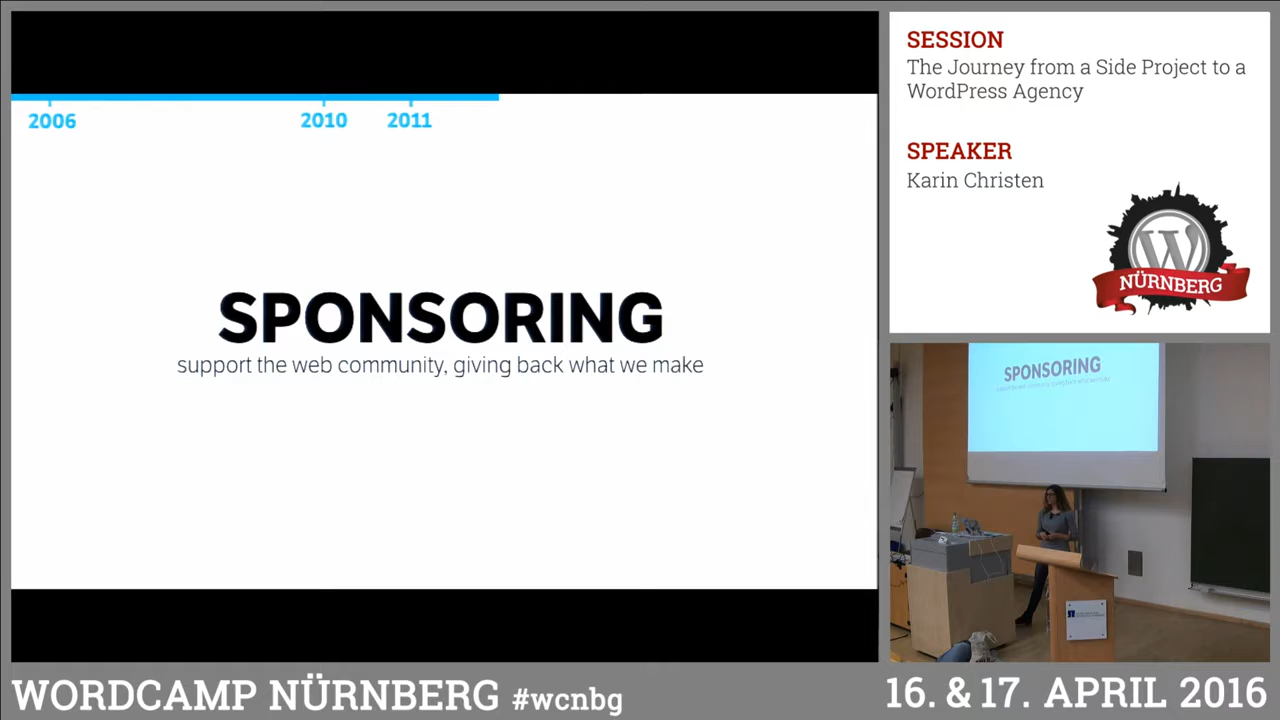 2006 2010 2011
SPONSORING
support the web community, giving back what we make
SESSION
The Journey from a Side Project to a
WordPress Agency
SPEAKER
Karin Christen
NÜRNBERG
SPONSORING
WORDCAMP NÜRNBERG #wcnbg
16. & 17. APRIL 2016